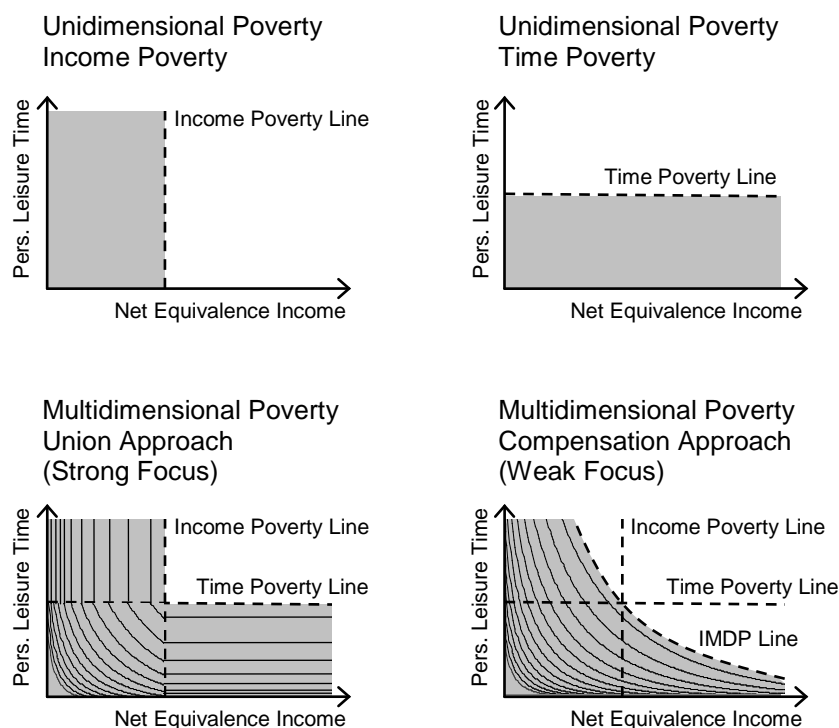 Unidimensional Poverty
Income Poverty
Income Poverty Line
Pers. Leisure Time
Net Equivalence Income
Unidimensional Poverty
Time Poverty
Time Poverty Line
Pers. Leisure Time
Net Equivalence Income
Multidimensional Poverty
Union Approach
(Strong Focus)
Income Poverty Line
Time Poverty Line
Pers. Leisure Time
Net Equivalence Income
Multidimensional Poverty
Compensation Approach
(Weak Focus)
Income Poverty Line
Time Poverty Line
IMDP Line
Pers. Leisure Time
Net Equivalence Income